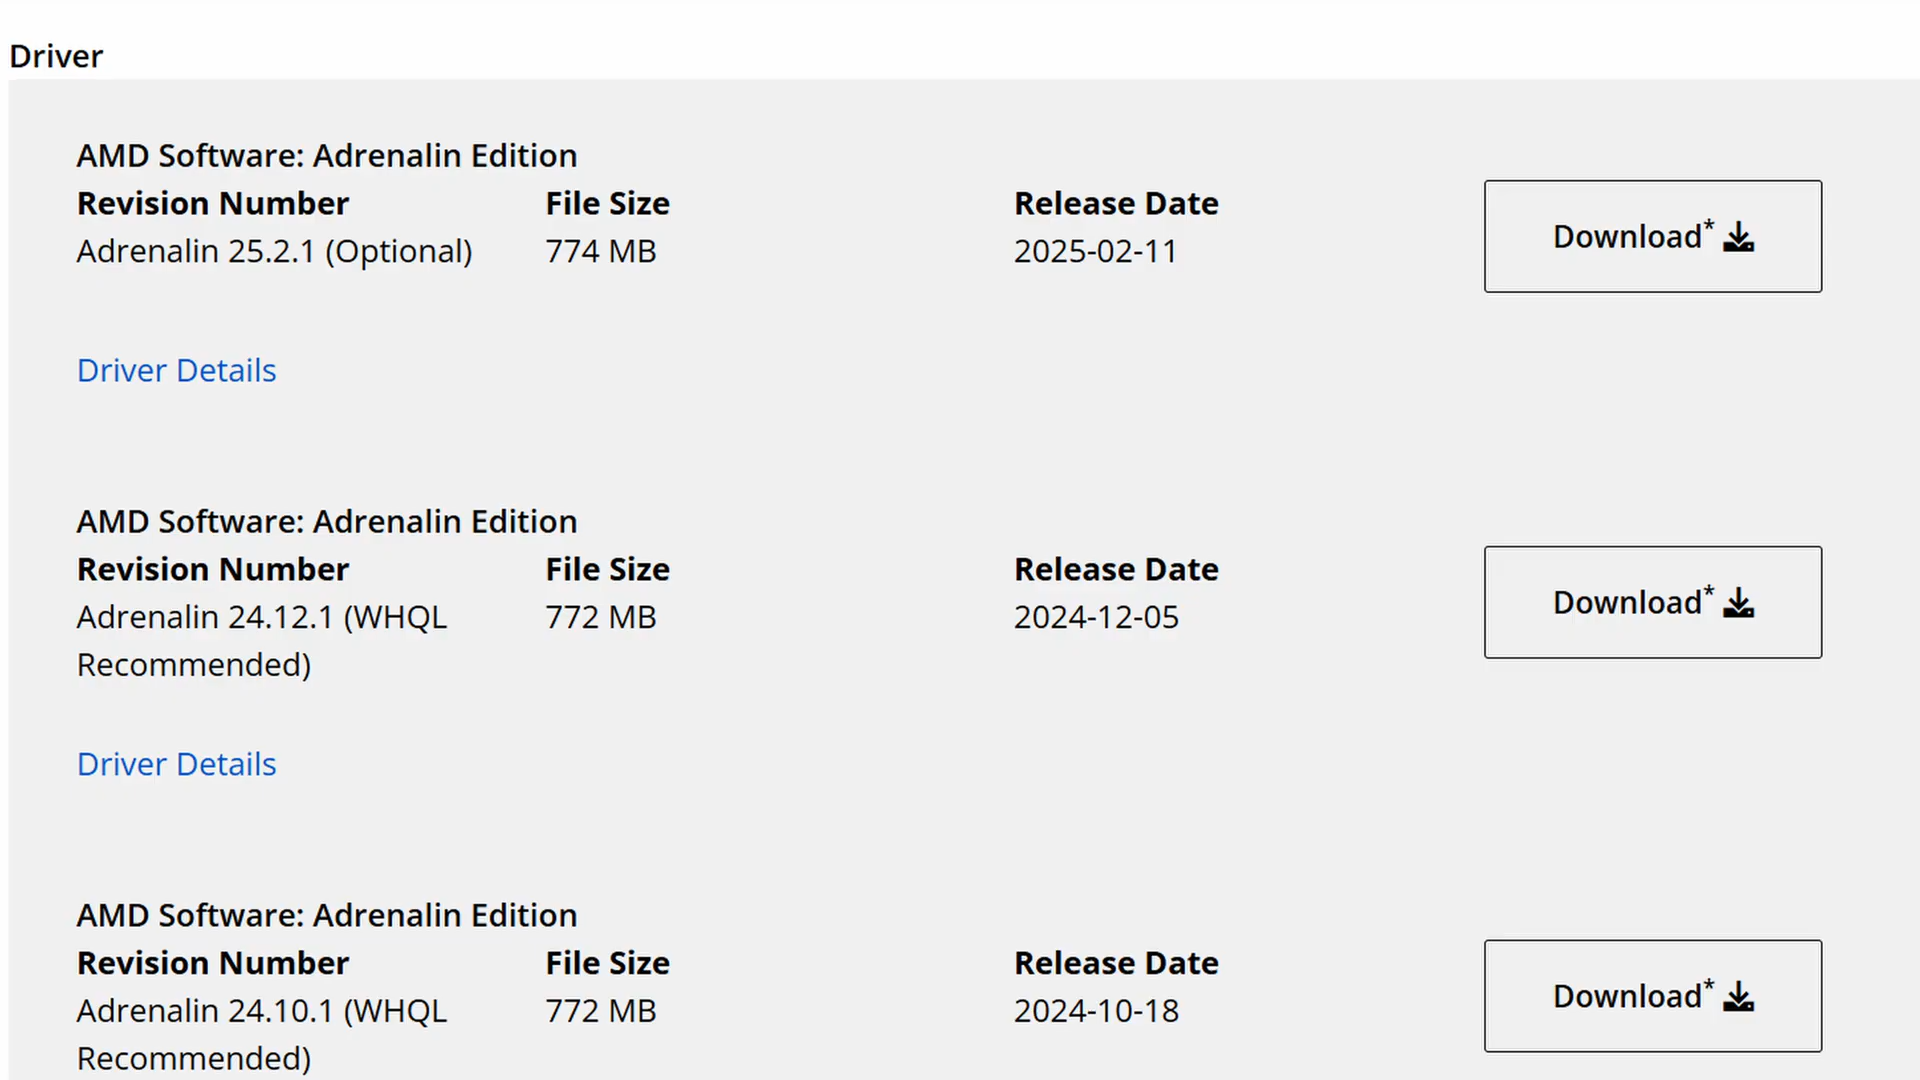 Driver
AMD Software: Adrenalin Edition
Revision Number File Size Release Date
Adrenalin 25.2.1 (Optional) 774 MB 2025-02-11
Download*
Driver Details
AMD Software: Adrenalin Edition
Revision Number File Size Release Date
Adrenalin 24.12.1 (WHQL 772 MB 2024-12-05
Recommended)
Download*
Driver Details
AMD Software: Adrenalin Edition
Revision Number File Size Release Date
Adrenalin 24.10.1 (WHQL 772 MB 2024-10-18
Recommended)
Download*